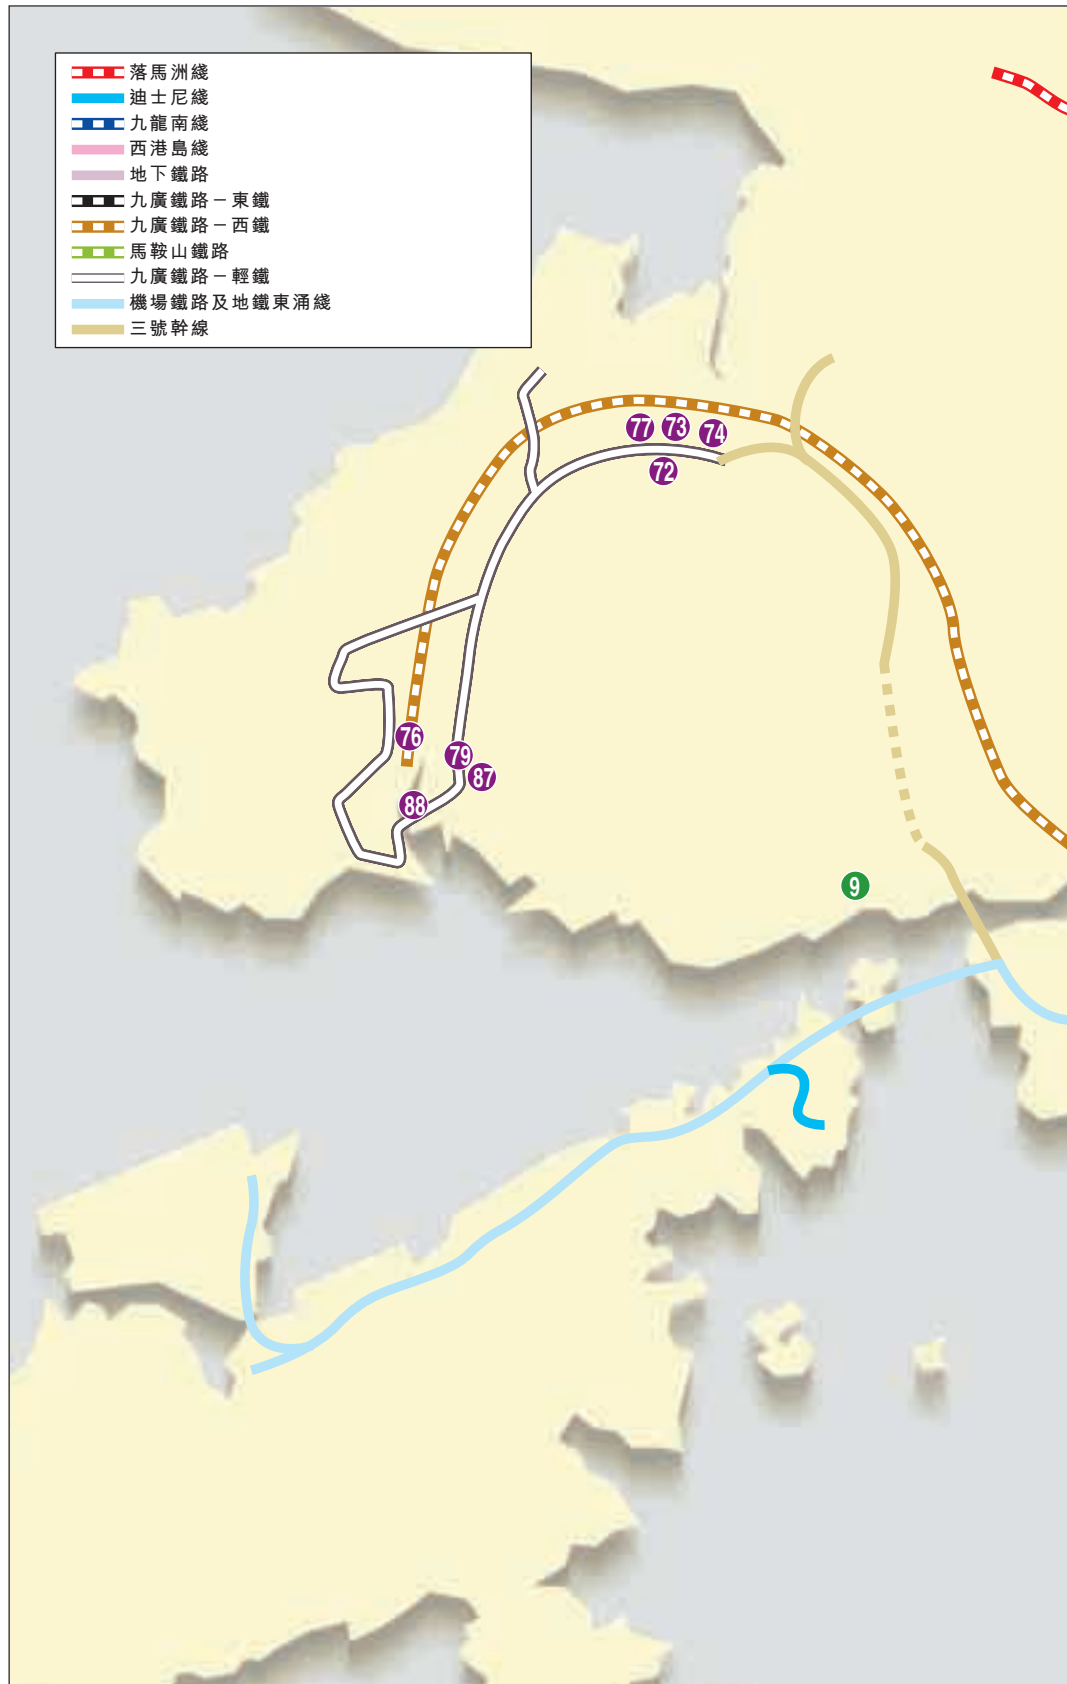 落馬洲綫
迪士尼綫
九龍南綫
西港島綫
地下鐵路
九廣鐵路－東鐵
九廣鐵路－西鐵
馬鞍山鐵路
九廣鐵路－輕鐵
機場鐵路及地鐵東涌綫
三號幹線
77 73 74
72
76
79
87
88
9